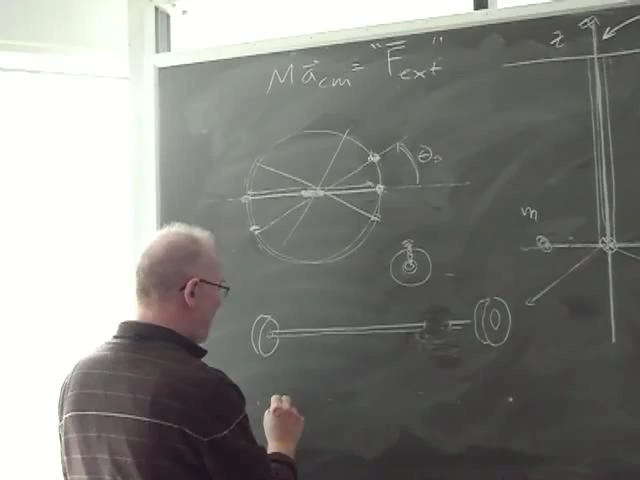 M a⃗cm = "F⃗ext"
z
θ₀
m